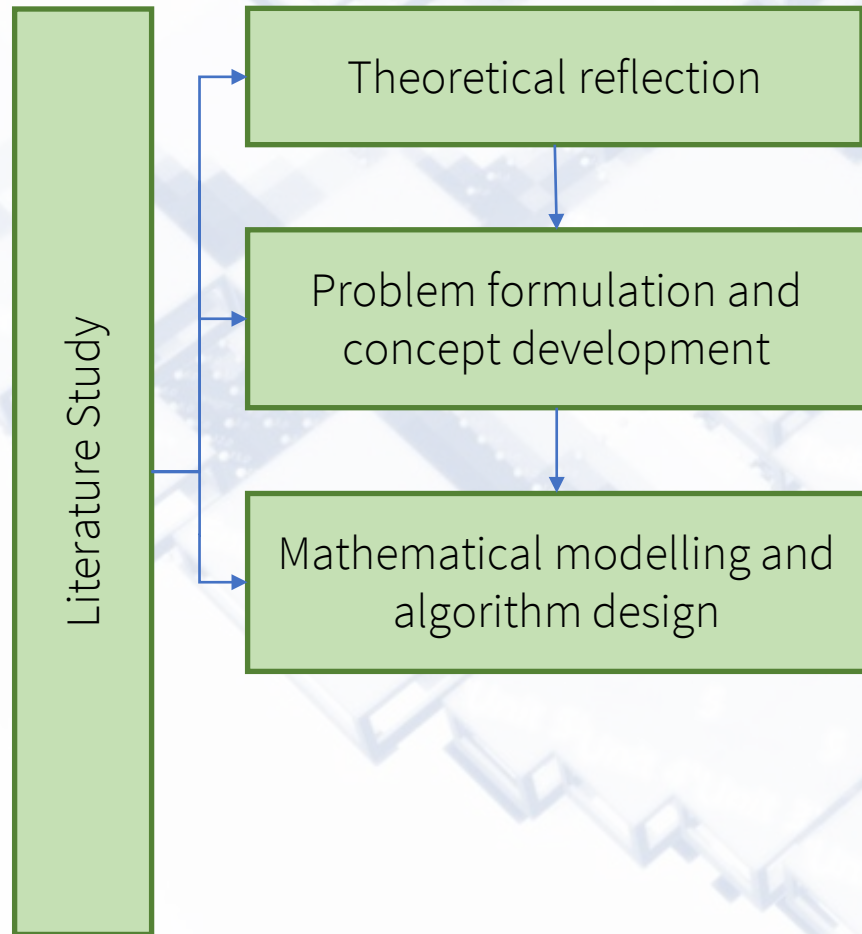 Literature Study
Theoretical reflection
Problem formulation and
concept development
Mathematical modelling and
algorithm design